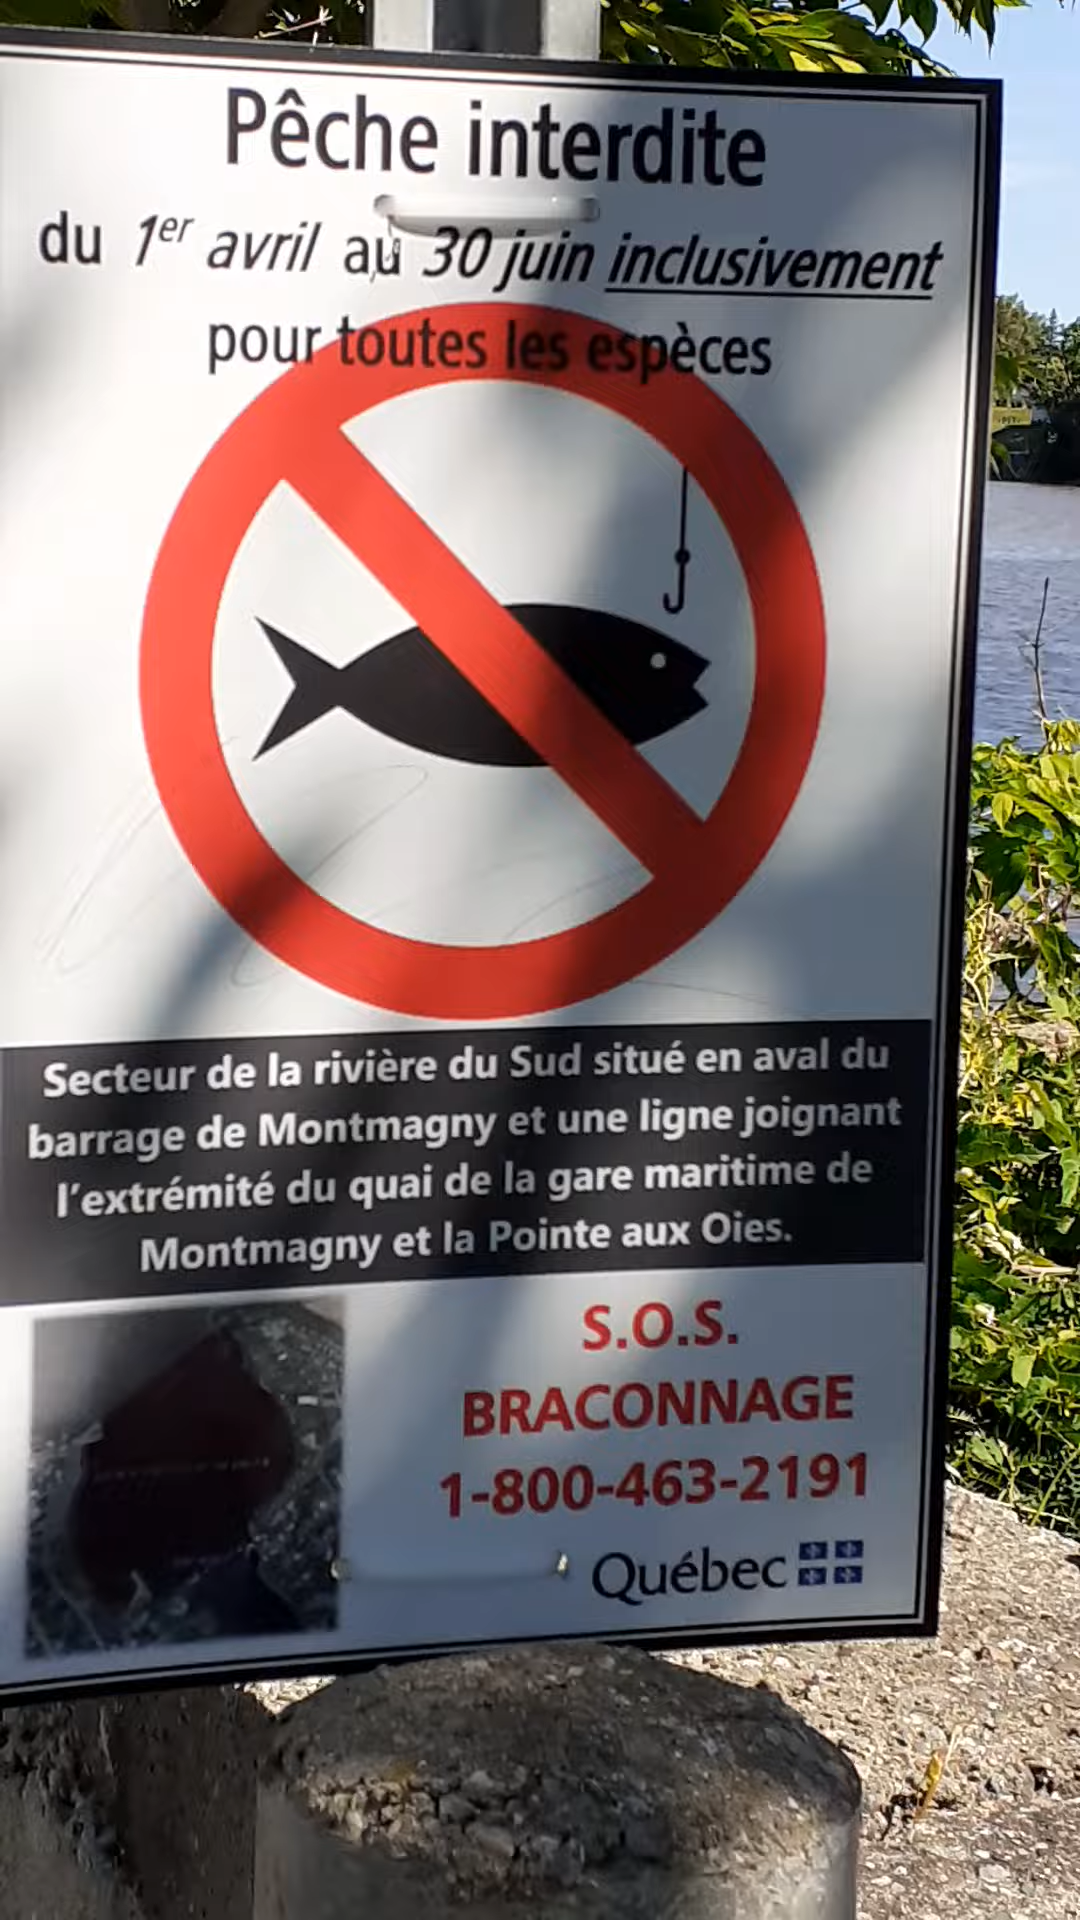 Pêche interdite
du 1er avril au 30 juin inclusivement
pour toutes les espèces
Secteur de la rivière du Sud situé en aval du
barrage de Montmagny et une ligne joignant
l'extrémité du quai de la gare maritime de
Montmagny et la Pointe aux Oies.
S.O.S.
BRACONNAGE
1-800-463-2191
Québec